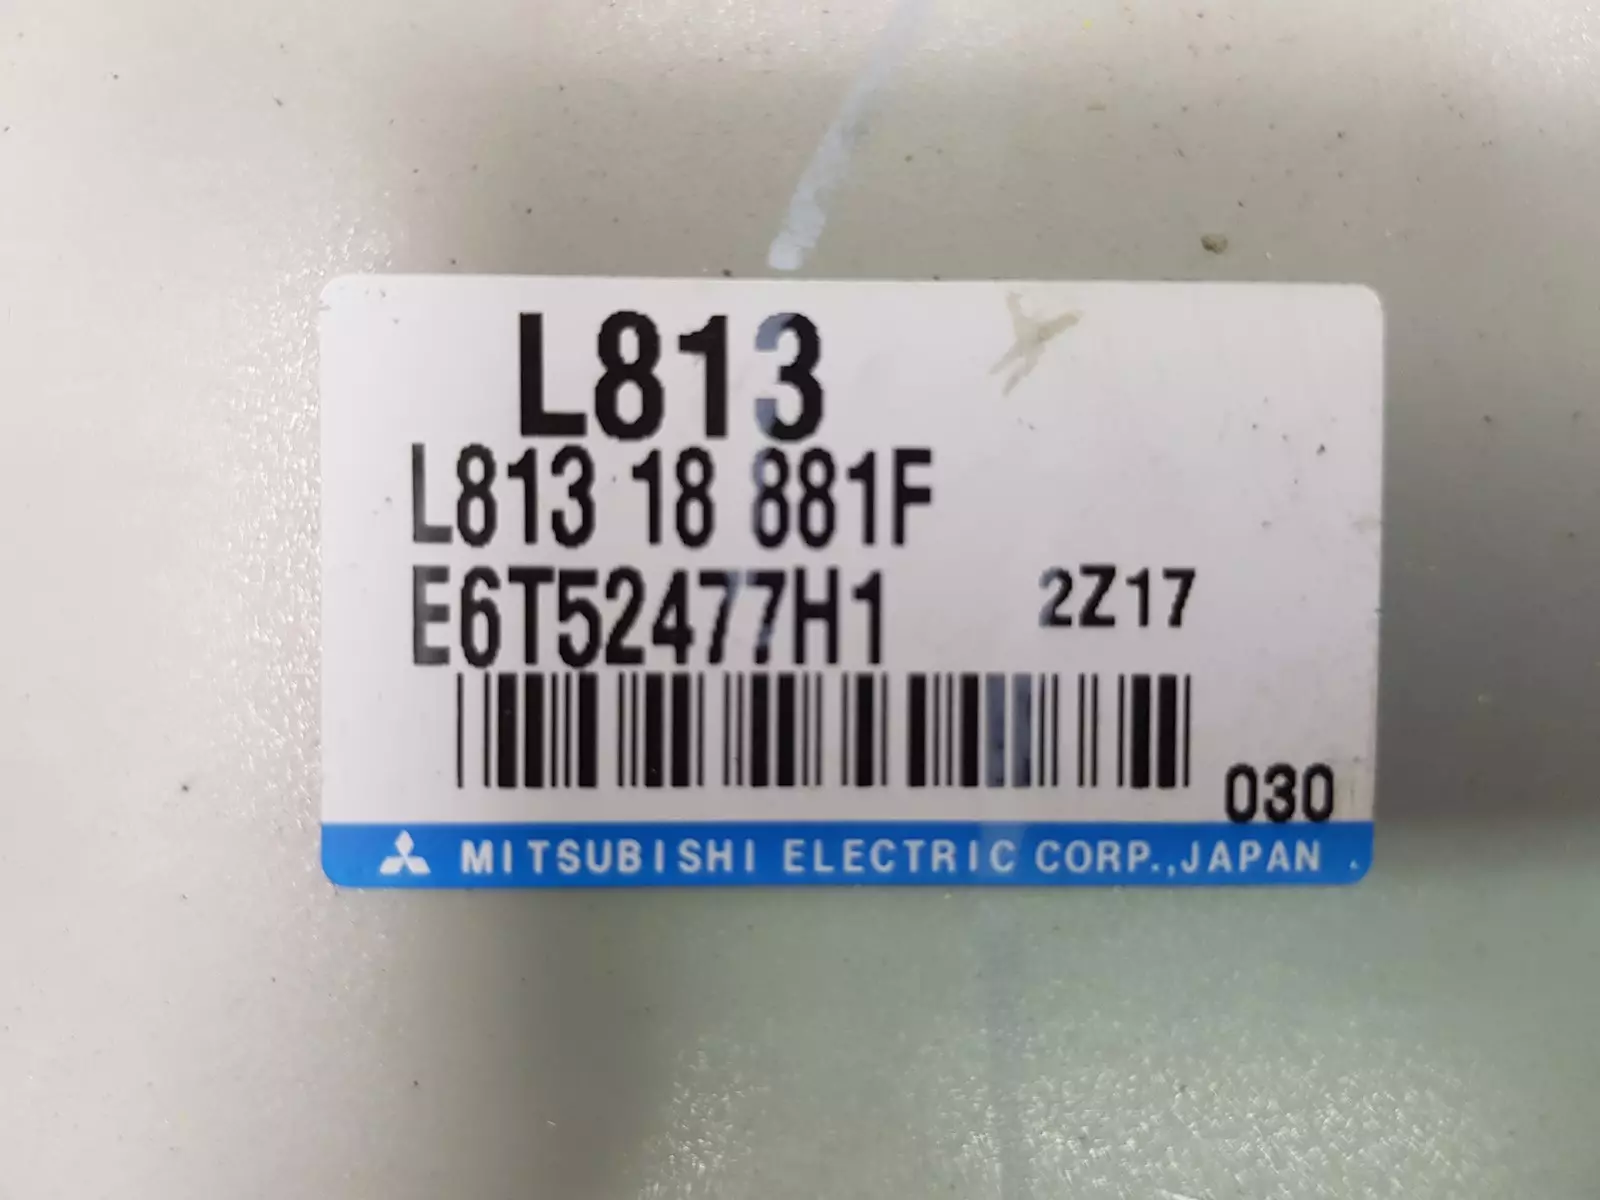 L813
L813 18 881F
E6T52477H1 2Z17
030
MITSUBISHI ELECTRIC CORP.,JAPAN